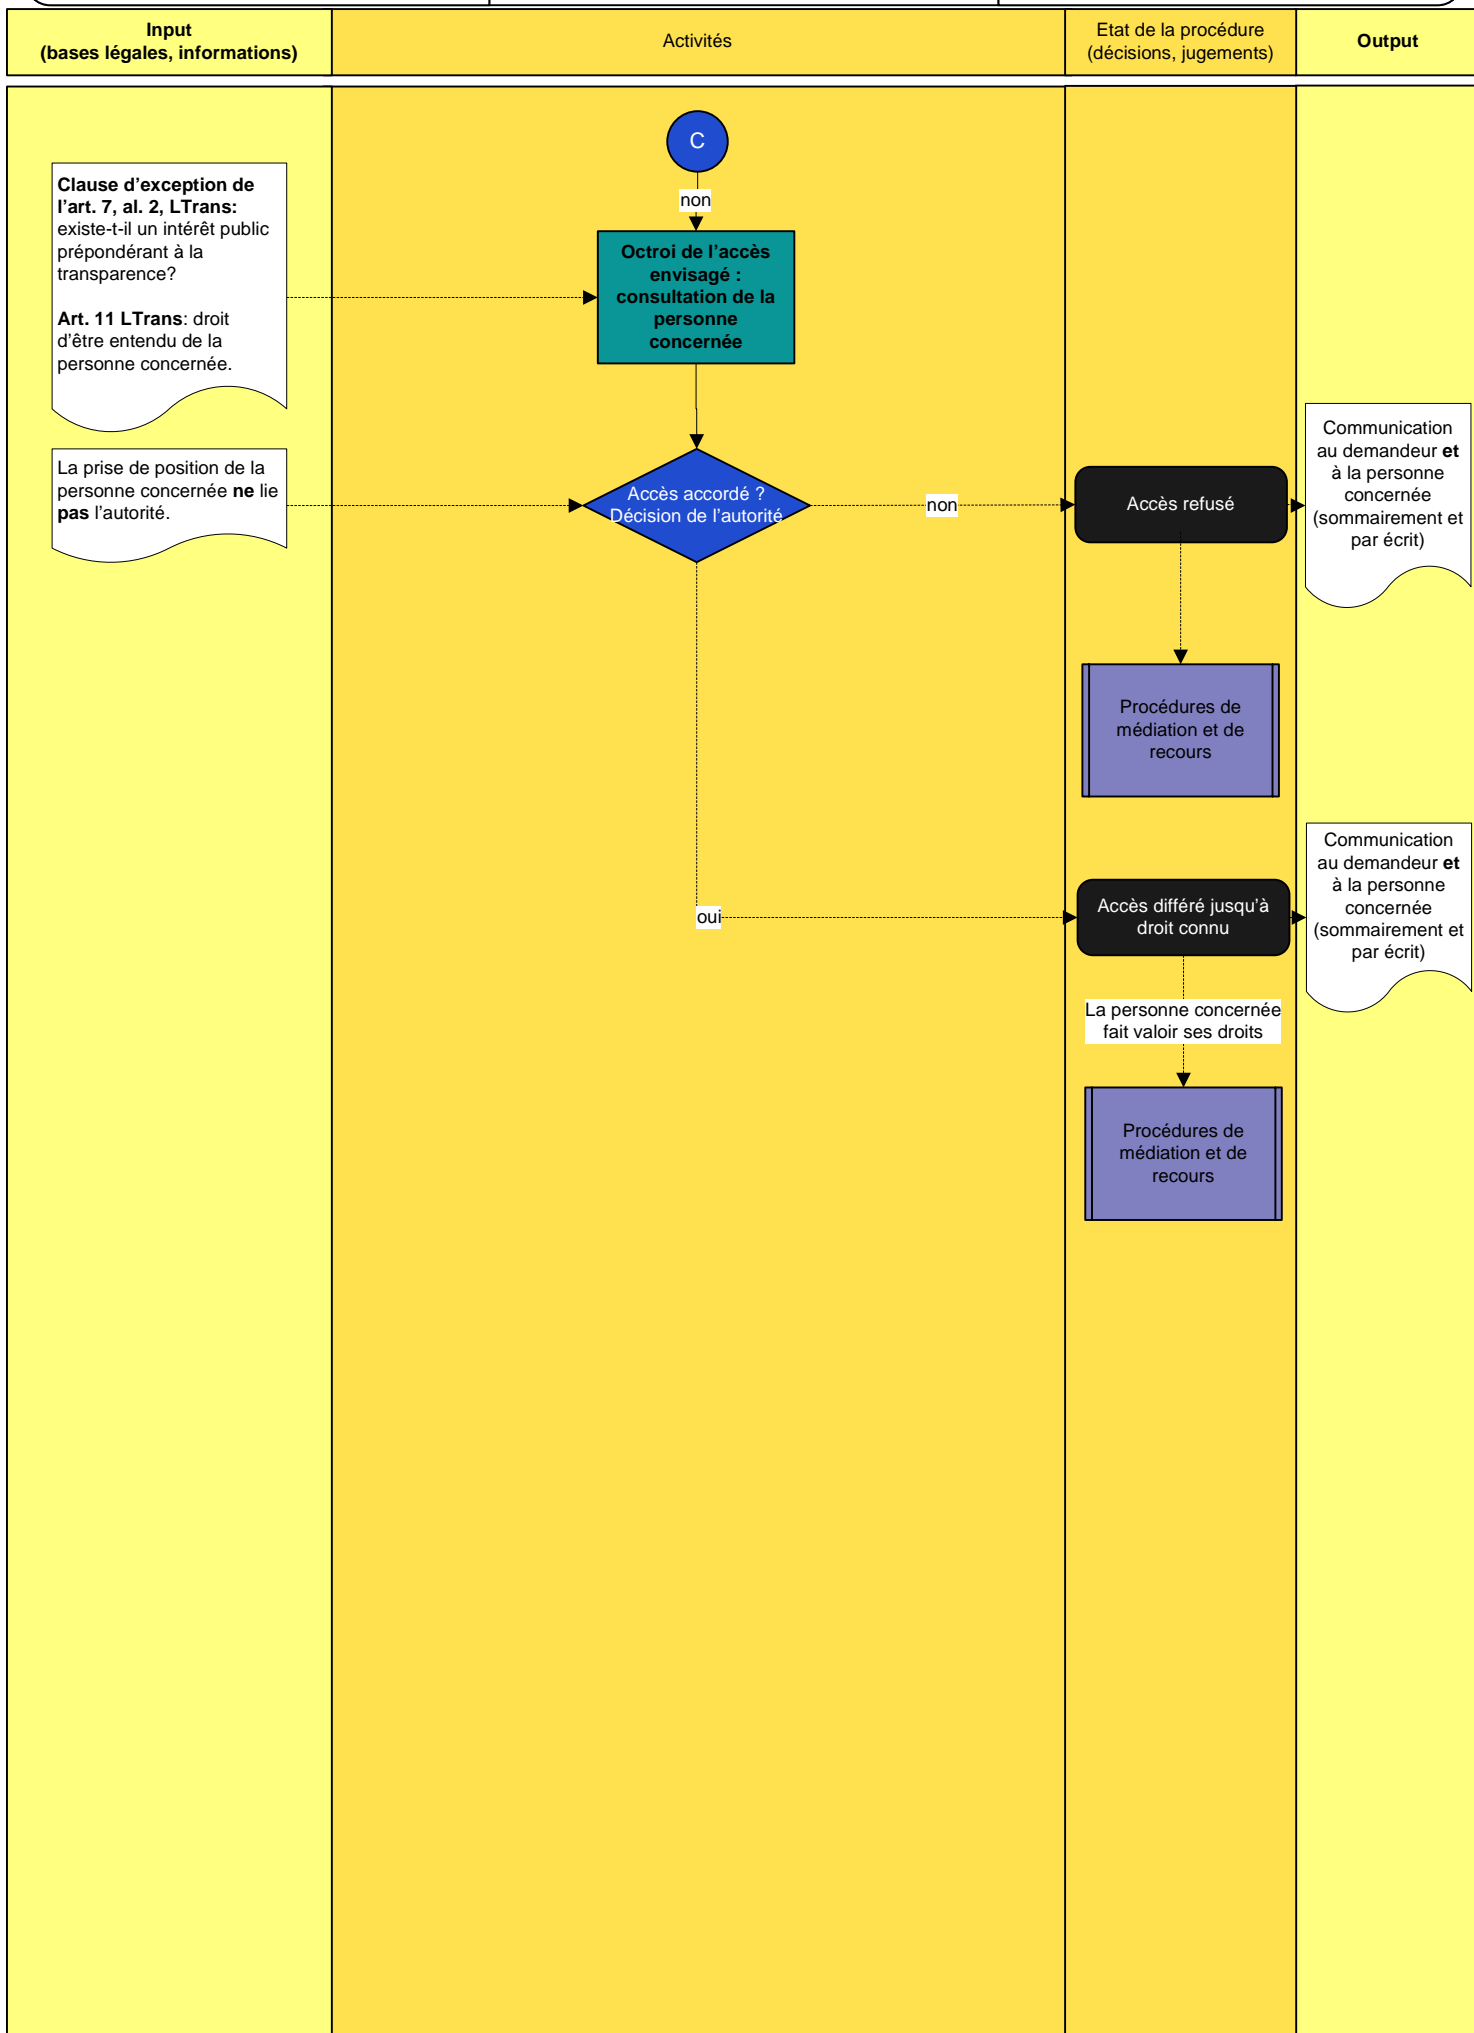 Input
(bases légales, informations)
Activités
Etat de la procédure
(décisions, jugements)
Output
C
non
Clause d’exception de
l’art. 7, al. 2, LTrans:
existe-t-il un intérêt public
prépondérant à la
transparence?
Art. 11 LTrans: droit
d’être entendu de la
personne concernée.
Octroi de l’accès
envisagé :
consultation de la
personne
concernée
La prise de position de la
personne concernée ne lie
pas l’autorité.
Accès accordé ?
Décision de l’autorité
non
Accès refusé
Communication
au demandeur et
à la personne
concernée
(sommairement et
par écrit)
Procédures de
médiation et de
recours
oui
Accès différé jusqu’à
droit connu
Communication
au demandeur et
à la personne
concernée
(sommairement et
par écrit)
La personne concernée
fait valoir ses droits
Procédures de
médiation et de
recours